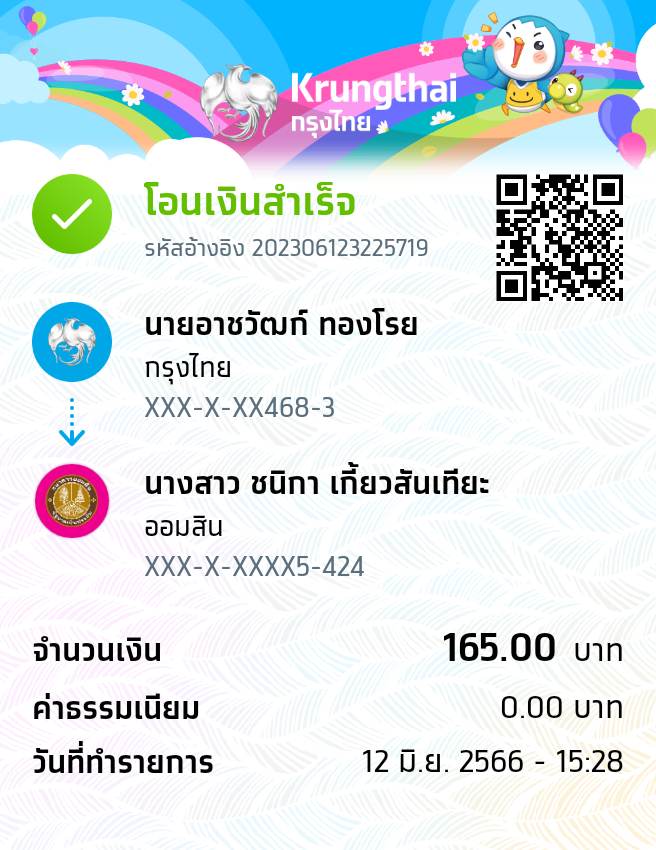 Krungthai
กรุงไทย
โอนเงินสำเร็จ
รหัสอ้างอิง 202306123225719
นายอาชวัฒก์ ทองโรย
กรุงไทย
XXX-X-XX468-3
นางสาว ชนิกา เกี้ยวสันเทียะ
ออมสิน
XXX-X-XXXX5-424
จำนวนเงิน 165.00 บาท
ค่าธรรมเนียม 0.00 บาท
วันที่ทำรายการ 12 มิ.ย. 2566 - 15:28